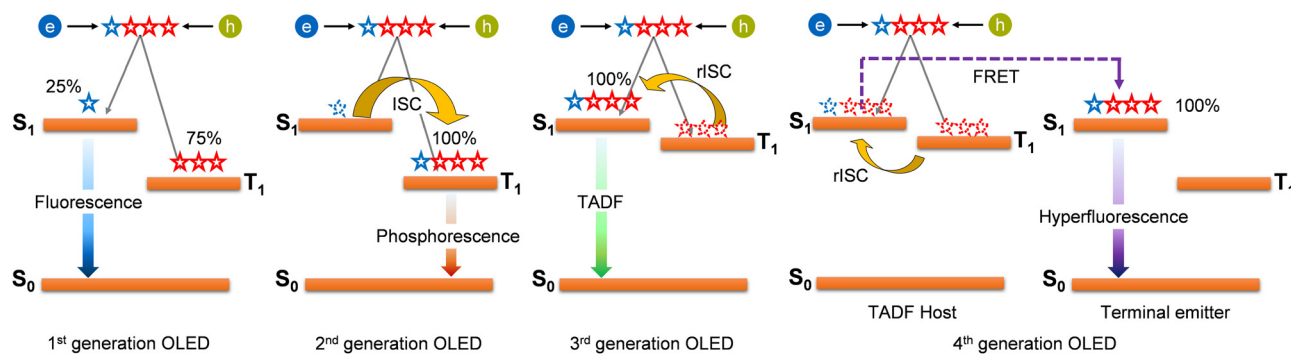 e h
25%
S₁
75%
T₁
Fluorescence
S₀
1st generation OLED
e h
ISC
S₁
100%
T₁
Phosphorescence
S₀
2nd generation OLED
e h
100%
rISC
S₁
T₁
TADF
S₀
3rd generation OLED
e h
FRET
S₁
T₁
rISC
S₀
TADF Host
100%
S₁
Hyperfluorescence
S₀
Terminal emitter
4th generation OLED